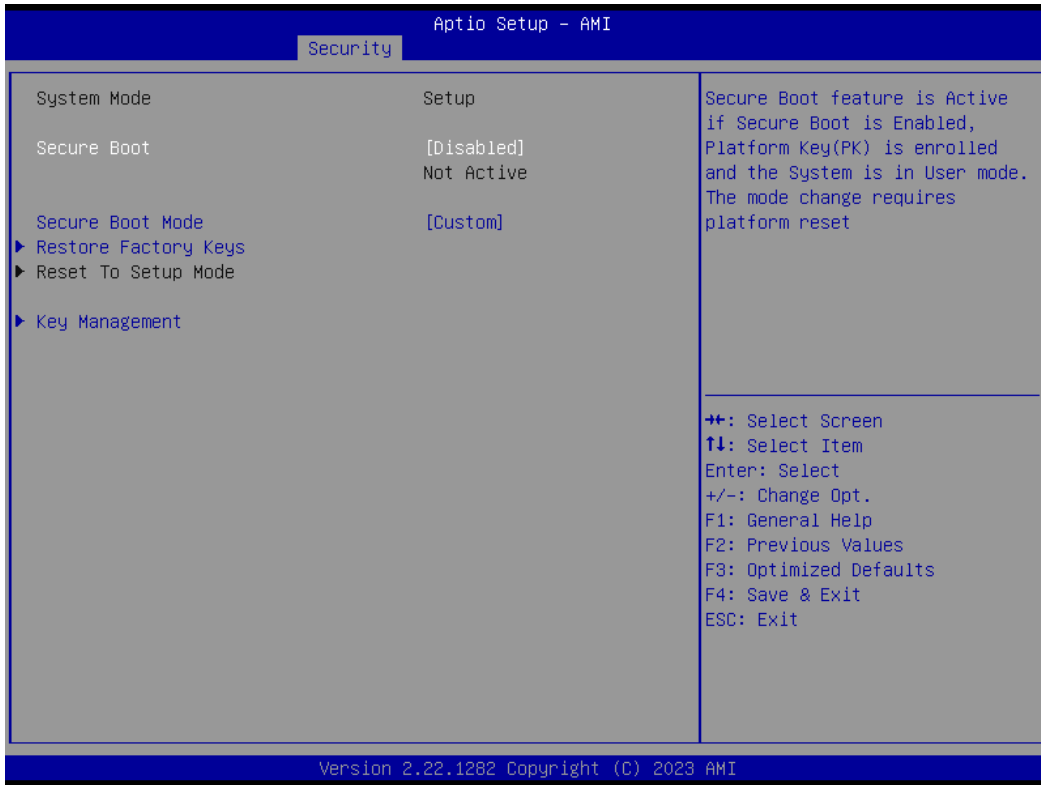 Aptio Setup - AMI
Security
System Mode Setup
Secure Boot [Disabled]
Not Active
Secure Boot Mode [Custom]
▶ Restore Factory Keys
▶ Reset To Setup Mode
▶ Key Management
Secure Boot feature is Active
if Secure Boot is Enabled,
Platform Key(PK) is enrolled
and the System is in User mode.
The mode change requires
platform reset
→←: Select Screen
↑↓: Select Item
Enter: Select
+/-: Change Opt.
F1: General Help
F2: Previous Values
F3: Optimized Defaults
F4: Save & Exit
ESC: Exit
Version 2.22.1282 Copyright (C) 2023 AMI